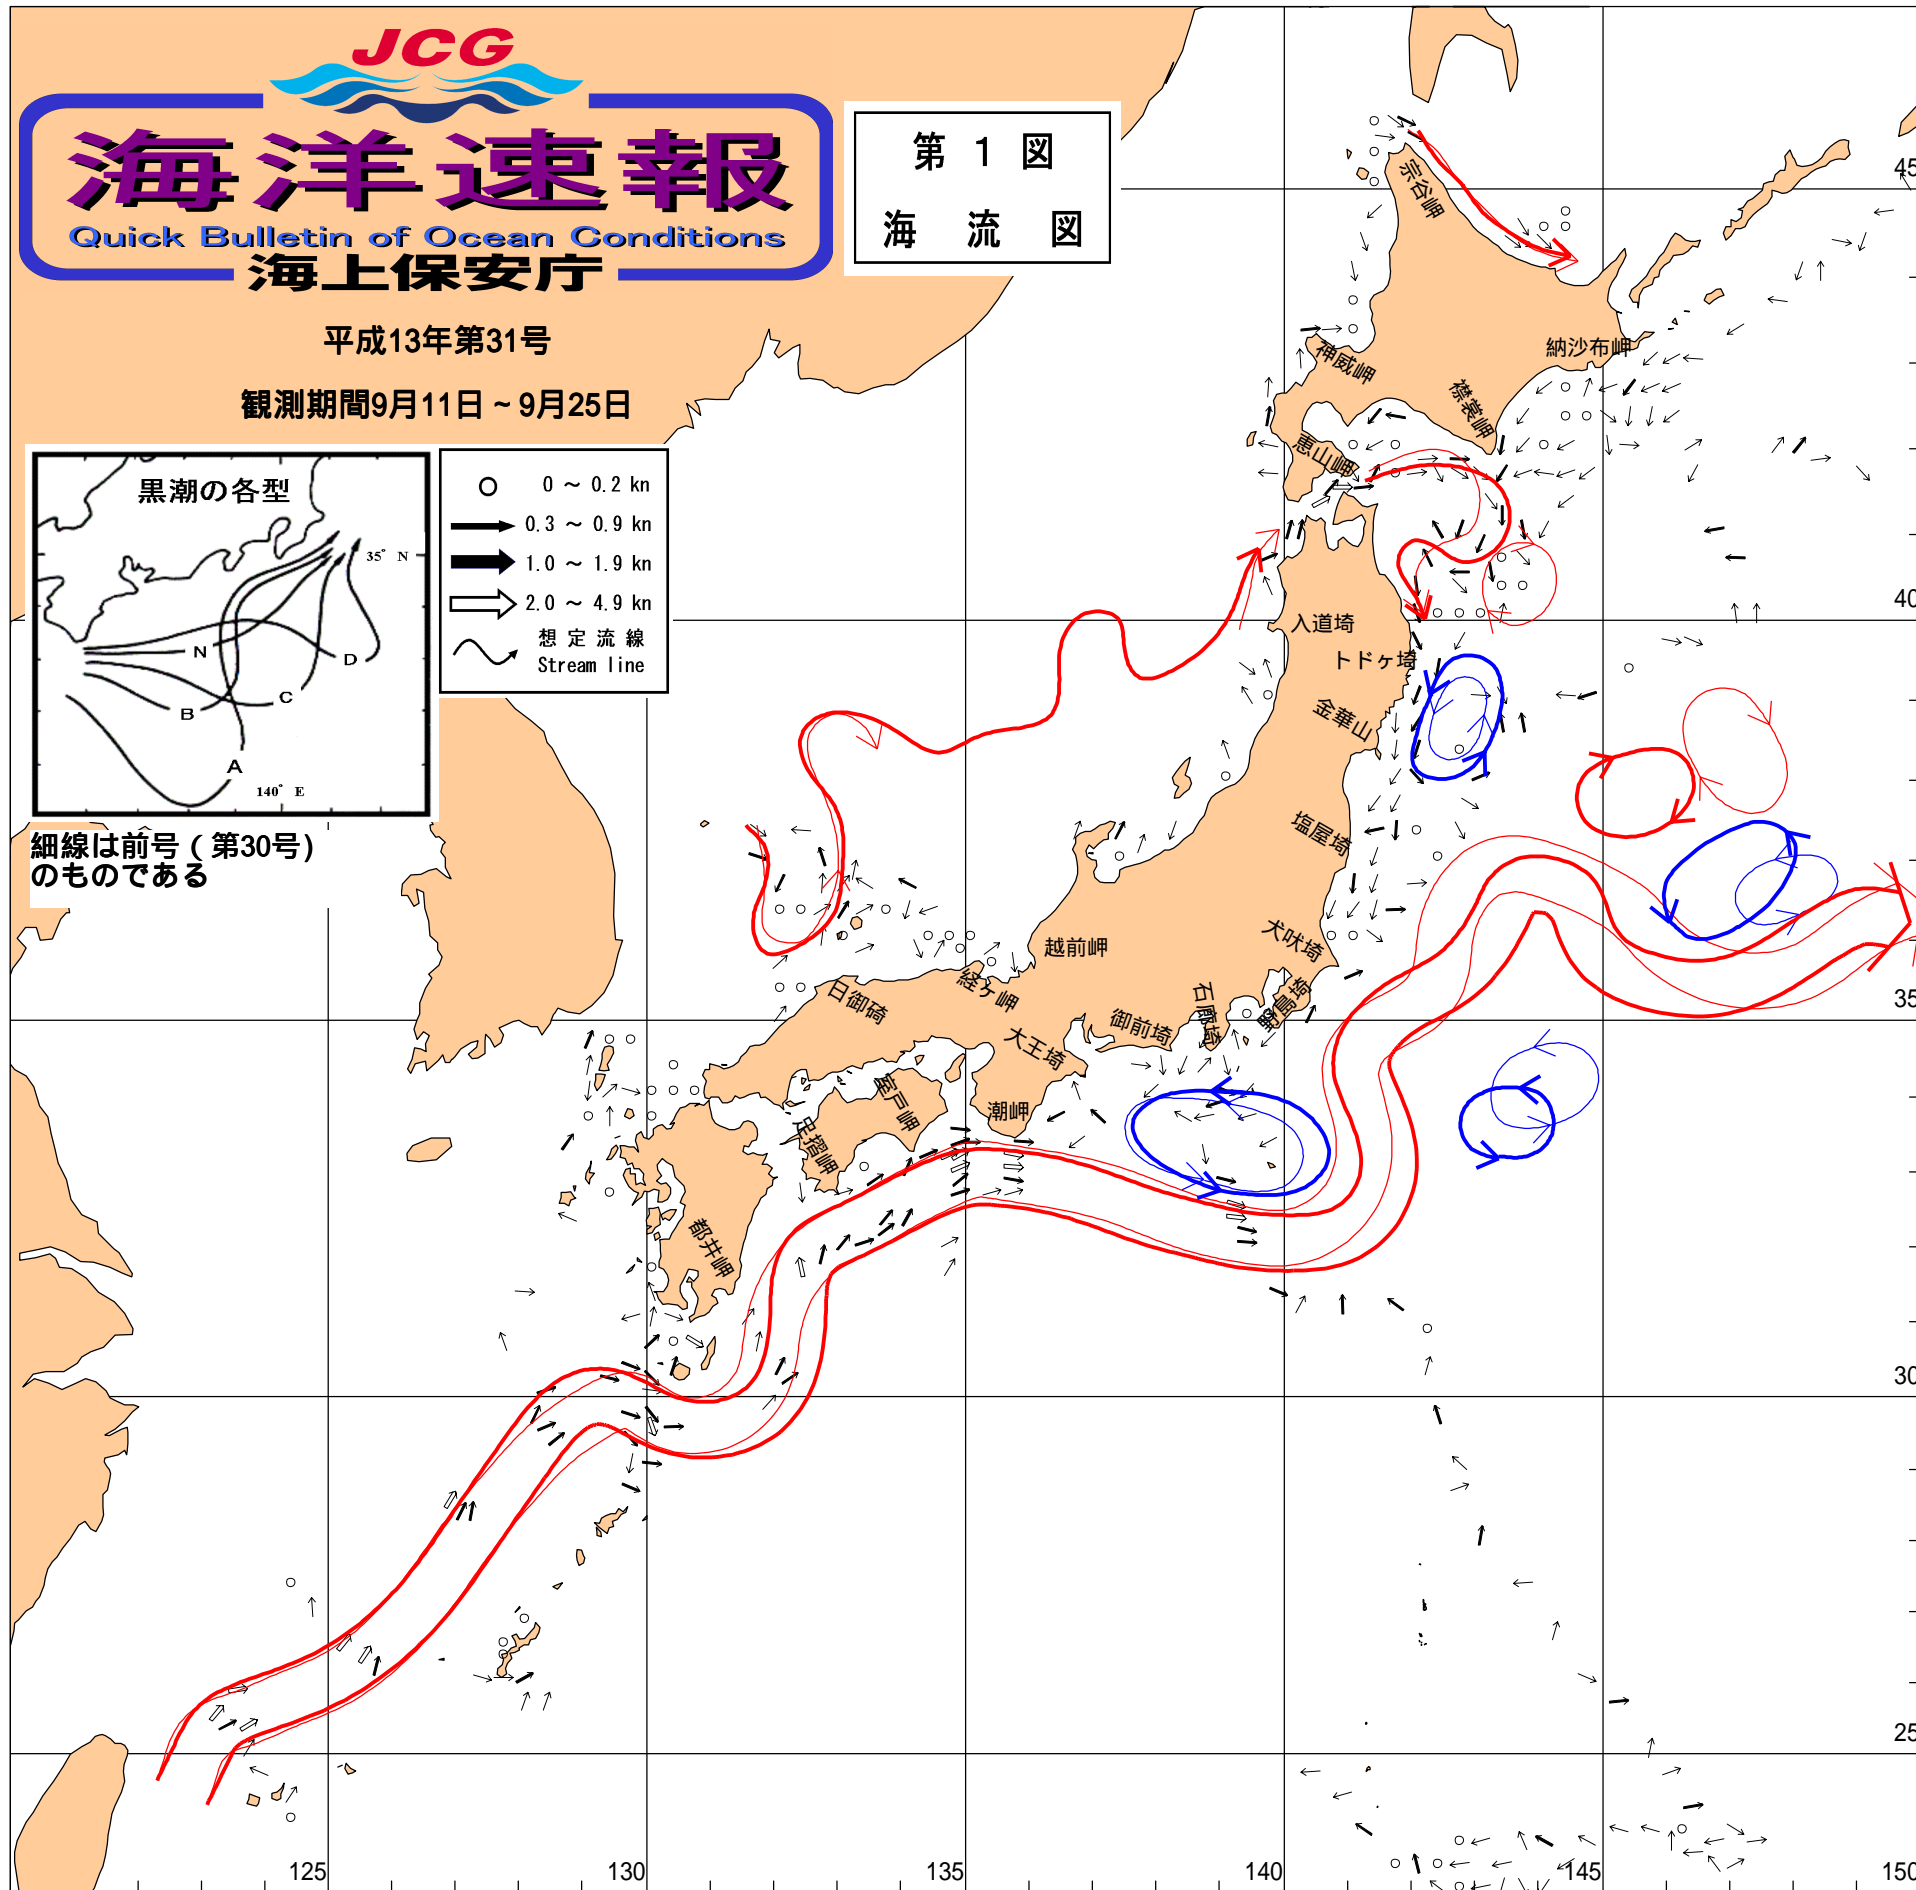 JCG
海洋速報
Quick Bulletin of Ocean Conditions
海上保安庁
平成13年第31号
観測期間9月11日～9月25日
第 1 図
海 流 図
黒潮の各型
35° N
N
D
B
C
A
140° E
0 ～ 0.2 kn
0.3 ～ 0.9 kn
1.0 ～ 1.9 kn
2.0 ～ 4.9 kn
想定流線
Stream line
細線は前号(第30号)
のものである
宗谷岬
神威岬
納沙布岬
襟裳岬
恵山岬
入道埼
トドヶ埼
金華山
塩屋埼
犬吠埼
越前岬
経ヶ岬
日御碕
石廊埼
野島埼
御前埼
大王埼
室戸岬
潮岬
足摺岬
都井岬
45
40
35
30
25
125
130
135
140
145
150